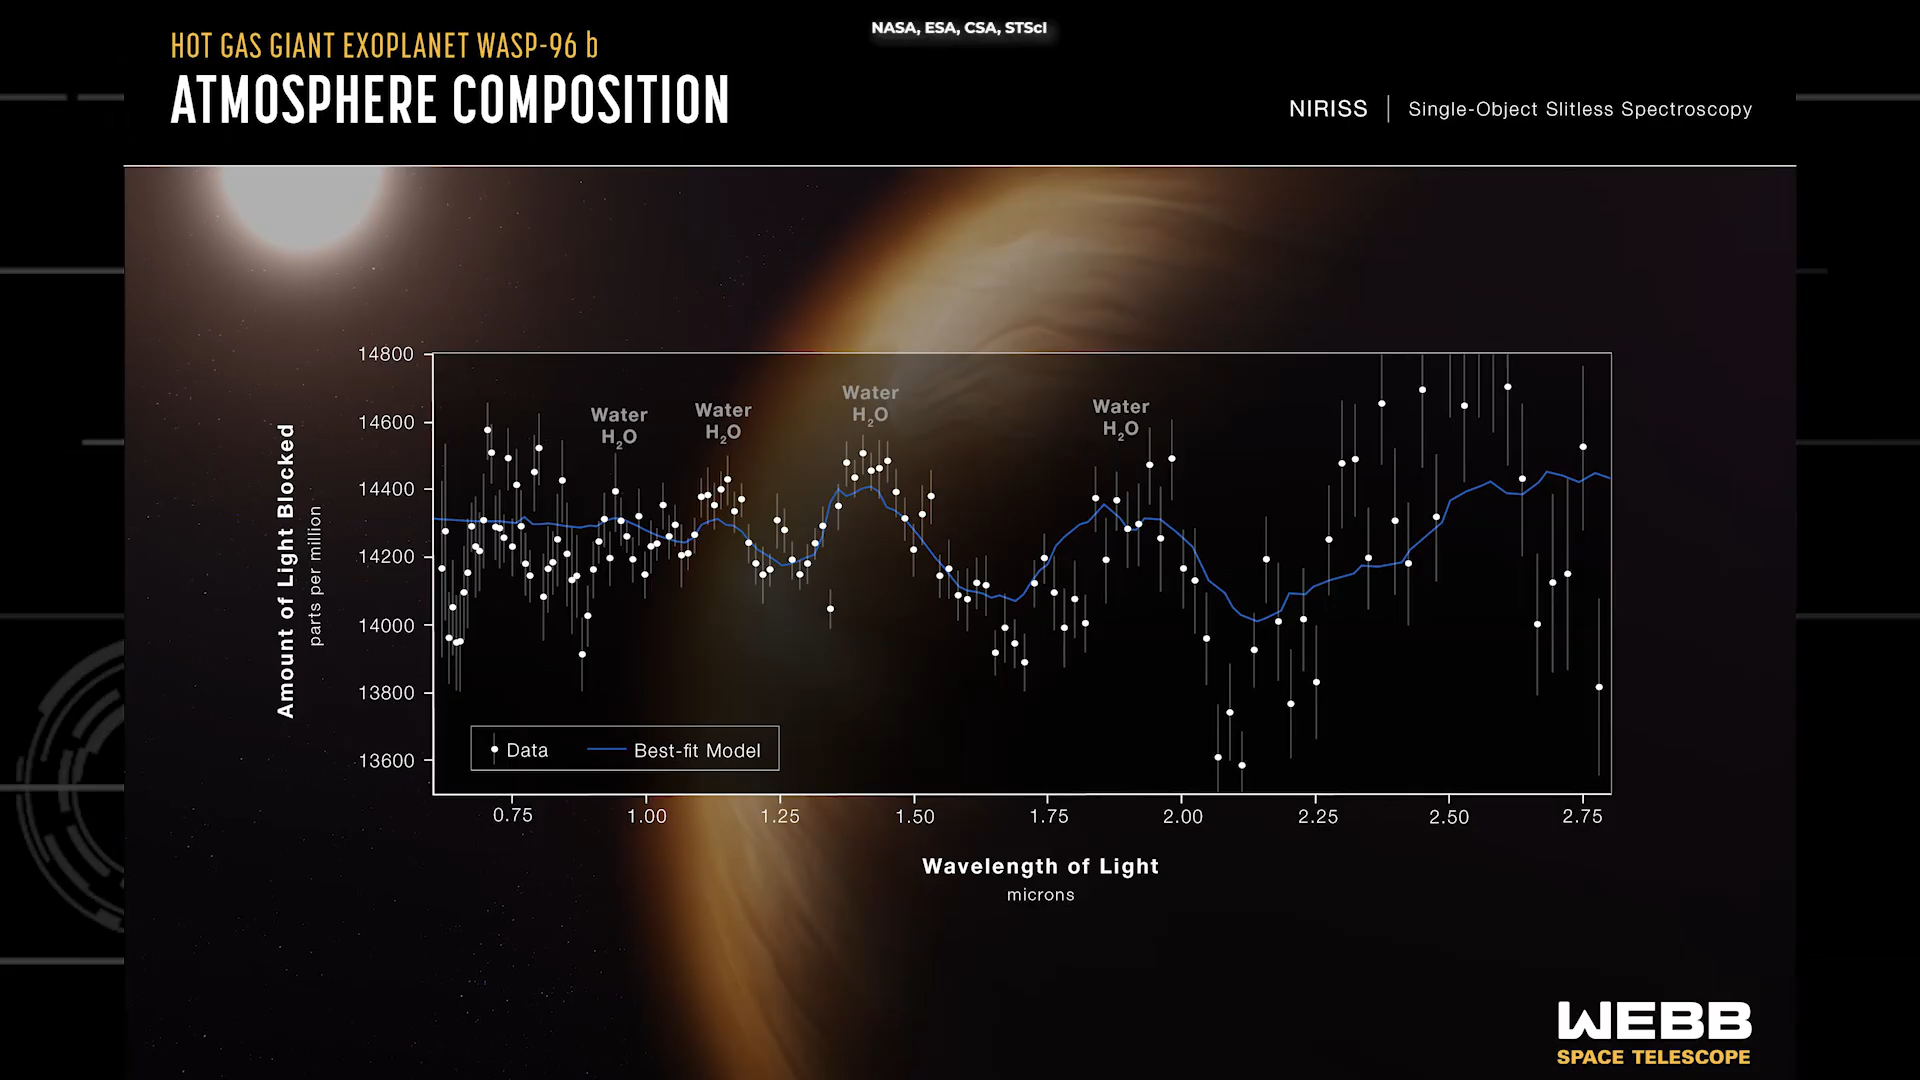 NASA, ESA, CSA, STScI
HOT GAS GIANT EXOPLANET WASP-96 b
ATMOSPHERE COMPOSITION
NIRISS | Single-Object Slitless Spectroscopy
14800
14600
14400
14200
14000
13800
13600
Amount of Light Blocked
parts per million
Water
H₂O
Water
H₂O
Water
H₂O
Water
H₂O
Data
Best-fit Model
0.75
1.00
1.25
1.50
1.75
2.00
2.25
2.50
2.75
Wavelength of Light
microns
WEBB
SPACE TELESCOPE